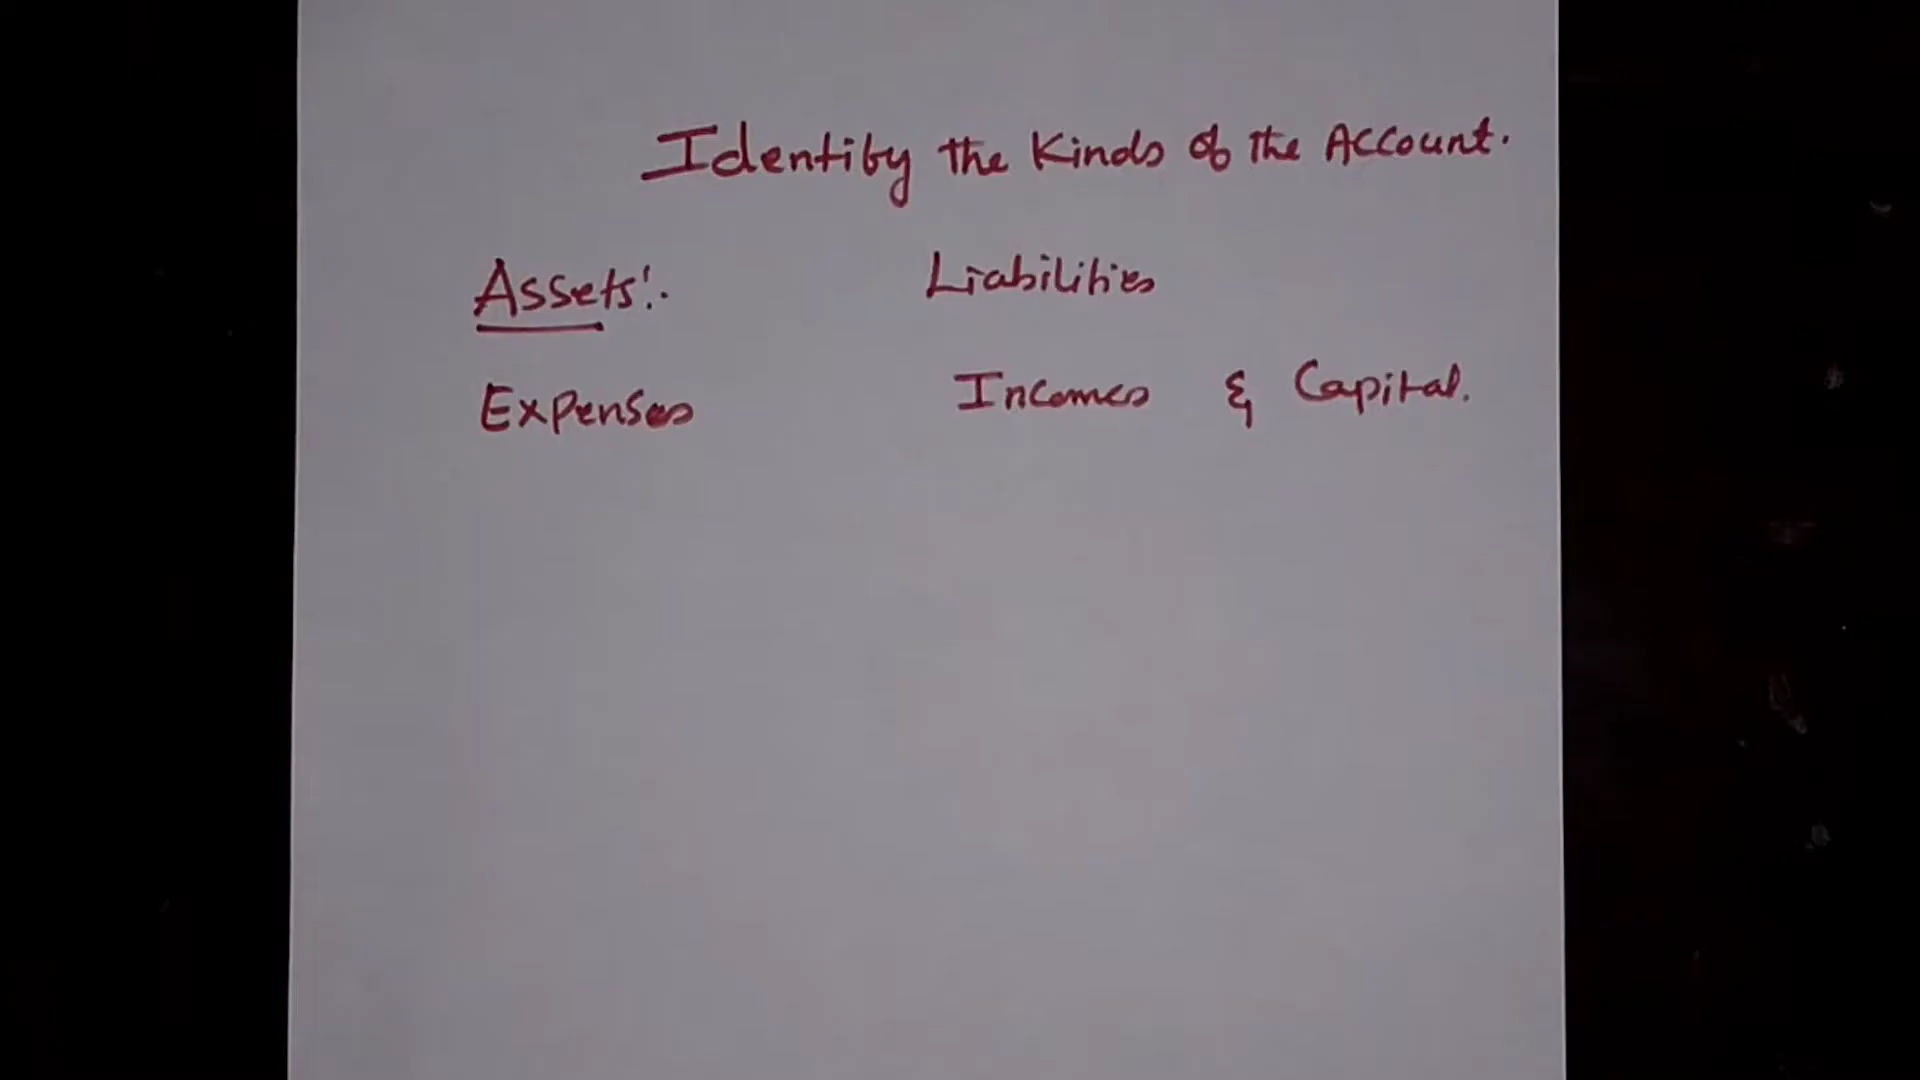 Identify the Kinds of the Account.
Assets:. Liabilities
Expenses Incomes & Capital.